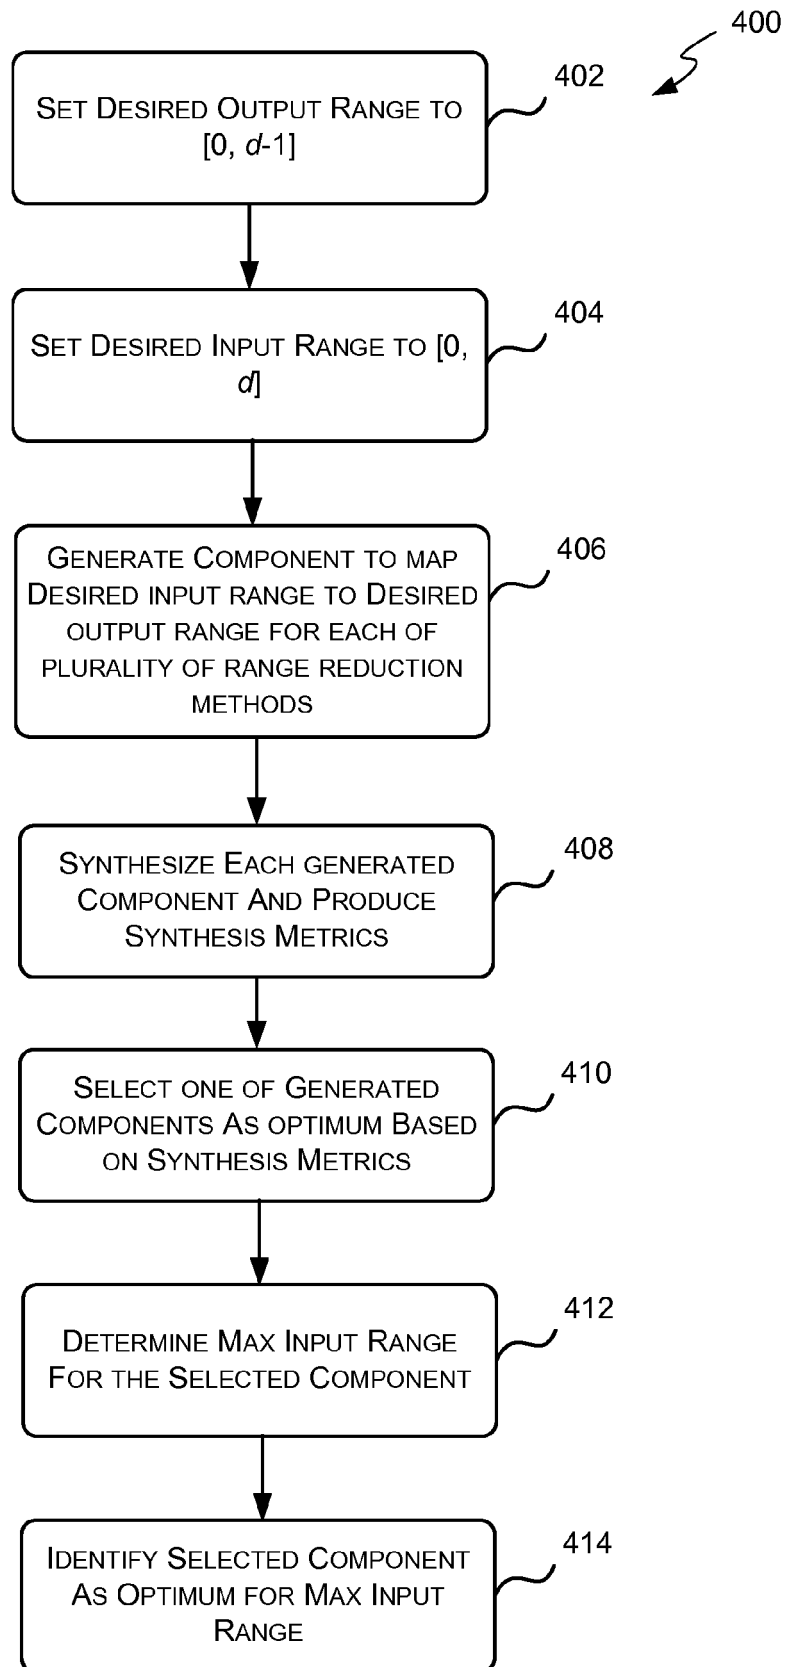 400
402
SET DESIRED OUTPUT RANGE TO
[0, d-1]
404
SET DESIRED INPUT RANGE TO [0,
d]
406
GENERATE COMPONENT TO MAP
DESIRED INPUT RANGE TO DESIRED
OUTPUT RANGE FOR EACH OF
PLURALITY OF RANGE REDUCTION
METHODS
408
SYNTHESIZE EACH GENERATED
COMPONENT AND PRODUCE
SYNTHESIS METRICS
410
SELECT ONE OF GENERATED
COMPONENTS AS OPTIMUM BASED
ON SYNTHESIS METRICS
412
DETERMINE MAX INPUT RANGE
FOR THE SELECTED COMPONENT
414
IDENTIFY SELECTED COMPONENT
AS OPTIMUM FOR MAX INPUT
RANGE